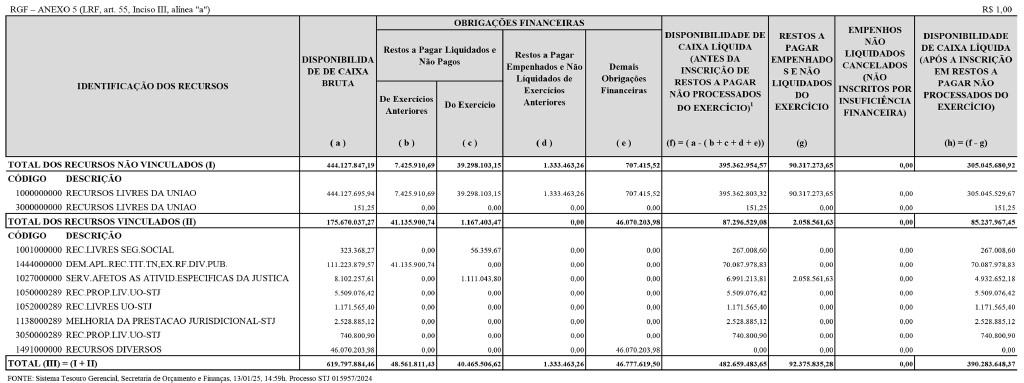 RGF – ANEXO 5 (LRF, art. 55, Inciso III, alínea "a") R$ 1,00
IDENTIFICAÇÃO DOS RECURSOS
DISPONIBILIDA
DE DE CAIXA
BRUTA
( a )
OBRIGAÇÕES FINANCEIRAS
Restos a Pagar Liquidados e
Não Pagos
De Exercícios
Anteriores
( b )
Do Exercício
( c )
Restos a Pagar
Empenhados e Não
Liquidados de
Exercícios
Anteriores
( d )
Demais
Obrigações
Financeiras
( e )
DISPONIBILIDADE DE
CAIXA LÍQUIDA
(ANTES DA
INSCRIÇÃO DE
RESTOS A PAGAR
NÃO PROCESSADOS
DO EXERCÍCIO)¹
(f) = ( a - ( b + c + d + e))
RESTOS A
PAGAR
EMPENHADO
S E NÃO
LIQUIDADOS
DO
EXERCÍCIO
(g)
EMPENHOS
NÃO
LIQUIDADOS
CANCELADOS
(NÃO
INSCRITOS POR
INSUFICIÊNCIA
FINANCEIRA)
DISPONIBILIDADE
DE CAIXA LÍQUIDA
(APÓS A INSCRIÇÃO
EM RESTOS A
PAGAR NÃO
PROCESSADOS DO
EXERCÍCIO)
(h) = (f - g)
TOTAL DOS RECURSOS NÃO VINCULADOS (I) 444.127.847,19 7.425.910,69 39.298.103,15 1.333.463,26 707.415,52 395.362.954,57 90.317.273,65 0,00 305.045.680,92
CÓDIGO DESCRIÇÃO
1000000000 RECURSOS LIVRES DA UNIAO 444.127.695,94 7.425.910,69 39.298.103,15 1.333.463,26 707.415,52 395.362.803,32 90.317.273,65 0,00 305.045.529,67
3000000000 RECURSOS LIVRES DA UNIAO 151,25 0,00 0,00 0,00 0,00 151,25 0,00 0,00 151,25
TOTAL DOS RECURSOS VINCULADOS (II) 175.670.037,27 41.135.900,74 1.167.403,47 0,00 46.070.203,98 87.296.529,08 2.058.561,63 0,00 85.237.967,45
CÓDIGO DESCRIÇÃO
1001000000 REC.LIVRES SEG.SOCIAL 323.368,27 0,00 56.359,67 0,00 0,00 267.008,60 0,00 0,00 267.008,60
1444000000 DEM.APL.REC.TIT.TN,EX.RF.DIV.PUB. 111.223.879,57 41.135.900,74 0,00 0,00 0,00 70.087.978,83 0,00 0,00 70.087.978,83
1027000000 SERV.AFETOS AS ATIVID.ESPECIFICAS DA JUSTICA 8.102.257,61 0,00 1.111.043,80 0,00 0,00 6.991.213,81 2.058.561,63 0,00 4.932.652,18
1050000289 REC.PROP.LIV.UO-STJ 5.509.076,42 0,00 0,00 0,00 0,00 5.509.076,42 0,00 0,00 5.509.076,42
1052000289 REC.LIVRES UO-STJ 1.171.565,40 0,00 0,00 0,00 0,00 1.171.565,40 0,00 0,00 1.171.565,40
1138000289 MELHORIA DA PRESTACAO JURISDICIONAL-STJ 2.528.885,12 0,00 0,00 0,00 0,00 2.528.885,12 0,00 0,00 2.528.885,12
3050000289 REC.PROP.LIV.UO-STJ 740.800,90 0,00 0,00 0,00 0,00 740.800,90 0,00 0,00 740.800,90
1491000000 RECURSOS DIVERSOS 46.070.203,98 0,00 0,00 0,00 46.070.203,98 0,00 0,00 0,00 0,00
TOTAL (III) = (I + II) 619.797.884,46 48.561.811,43 40.465.506,62 1.333.463,26 46.777.619,50 482.659.483,65 92.375.835,28 0,00 390.283.648,37
FONTE: Sistema Tesouro Gerencial, Secretaria de Orçamento e Finanças, 13/01/25, 14:59h. Processo STJ 015957/2024